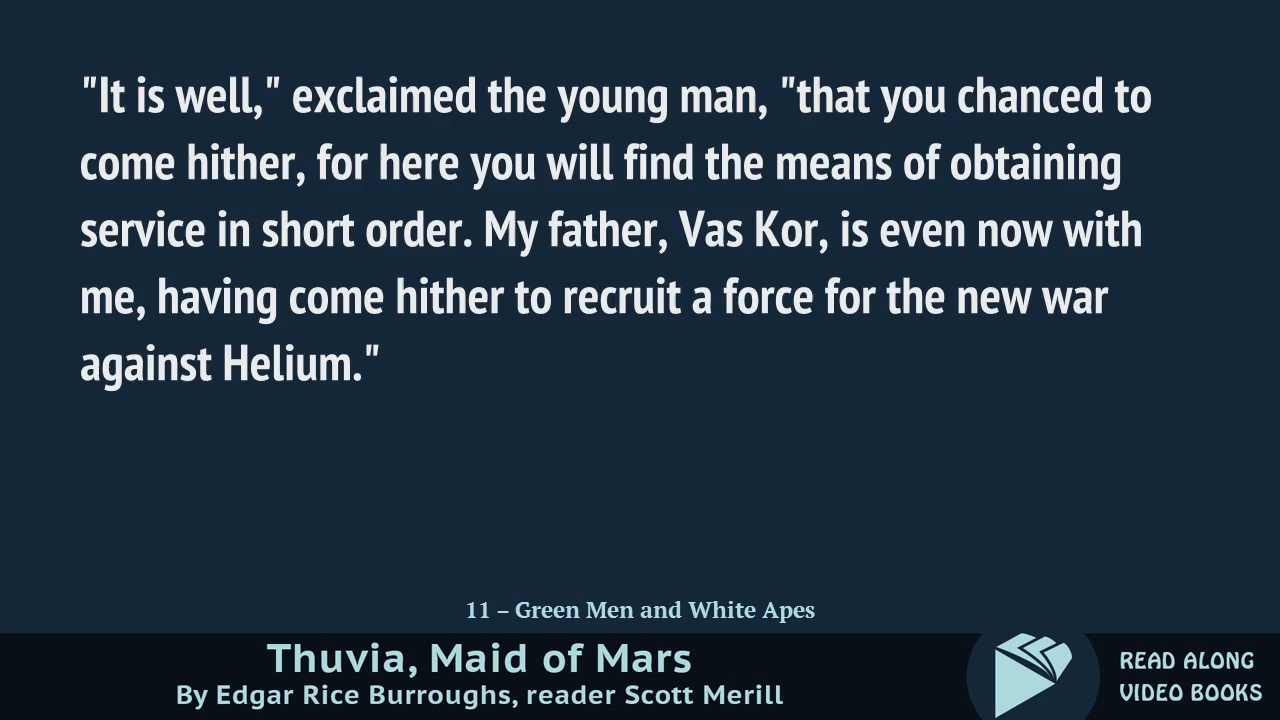 "It is well," exclaimed the young man, "that you chanced to
come hither, for here you will find the means of obtaining
service in short order. My father, Vas Kor, is even now with
me, having come hither to recruit a force for the new war
against Helium."
11 – Green Men and White Apes
Thuvia, Maid of Mars
By Edgar Rice Burroughs, reader Scott Merill
READ ALONG
VIDEO BOOKS